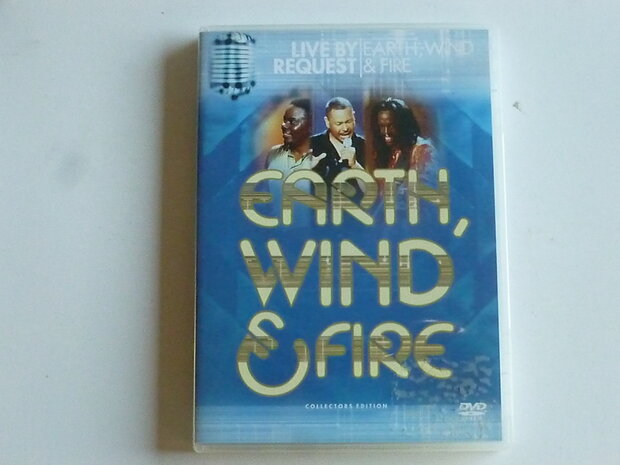 LIVE BY REQUEST
EARTH, WIND & FIRE
EARTH,
WIND
& FIRE
COLLECTORS EDITION
DVD